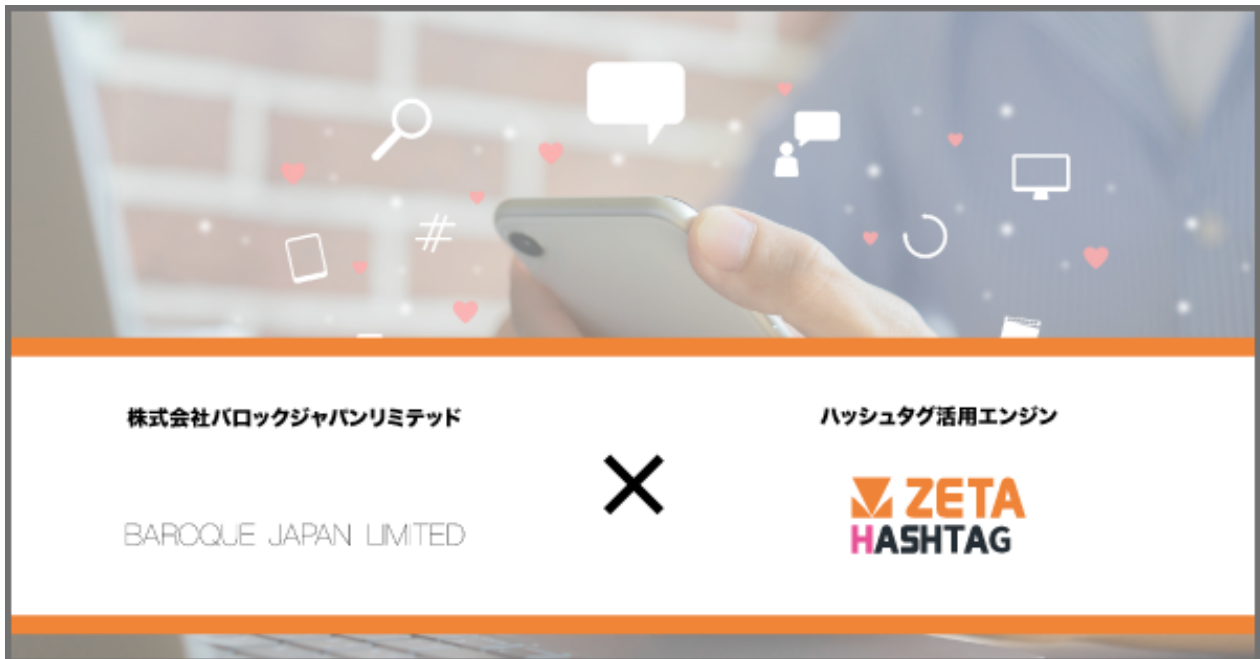 株式会社バロックジャパンリミテッド
BAROQUE JAPAN LIMITED
×
ハッシュタグ活用エンジン
ZETA
HASHTAG